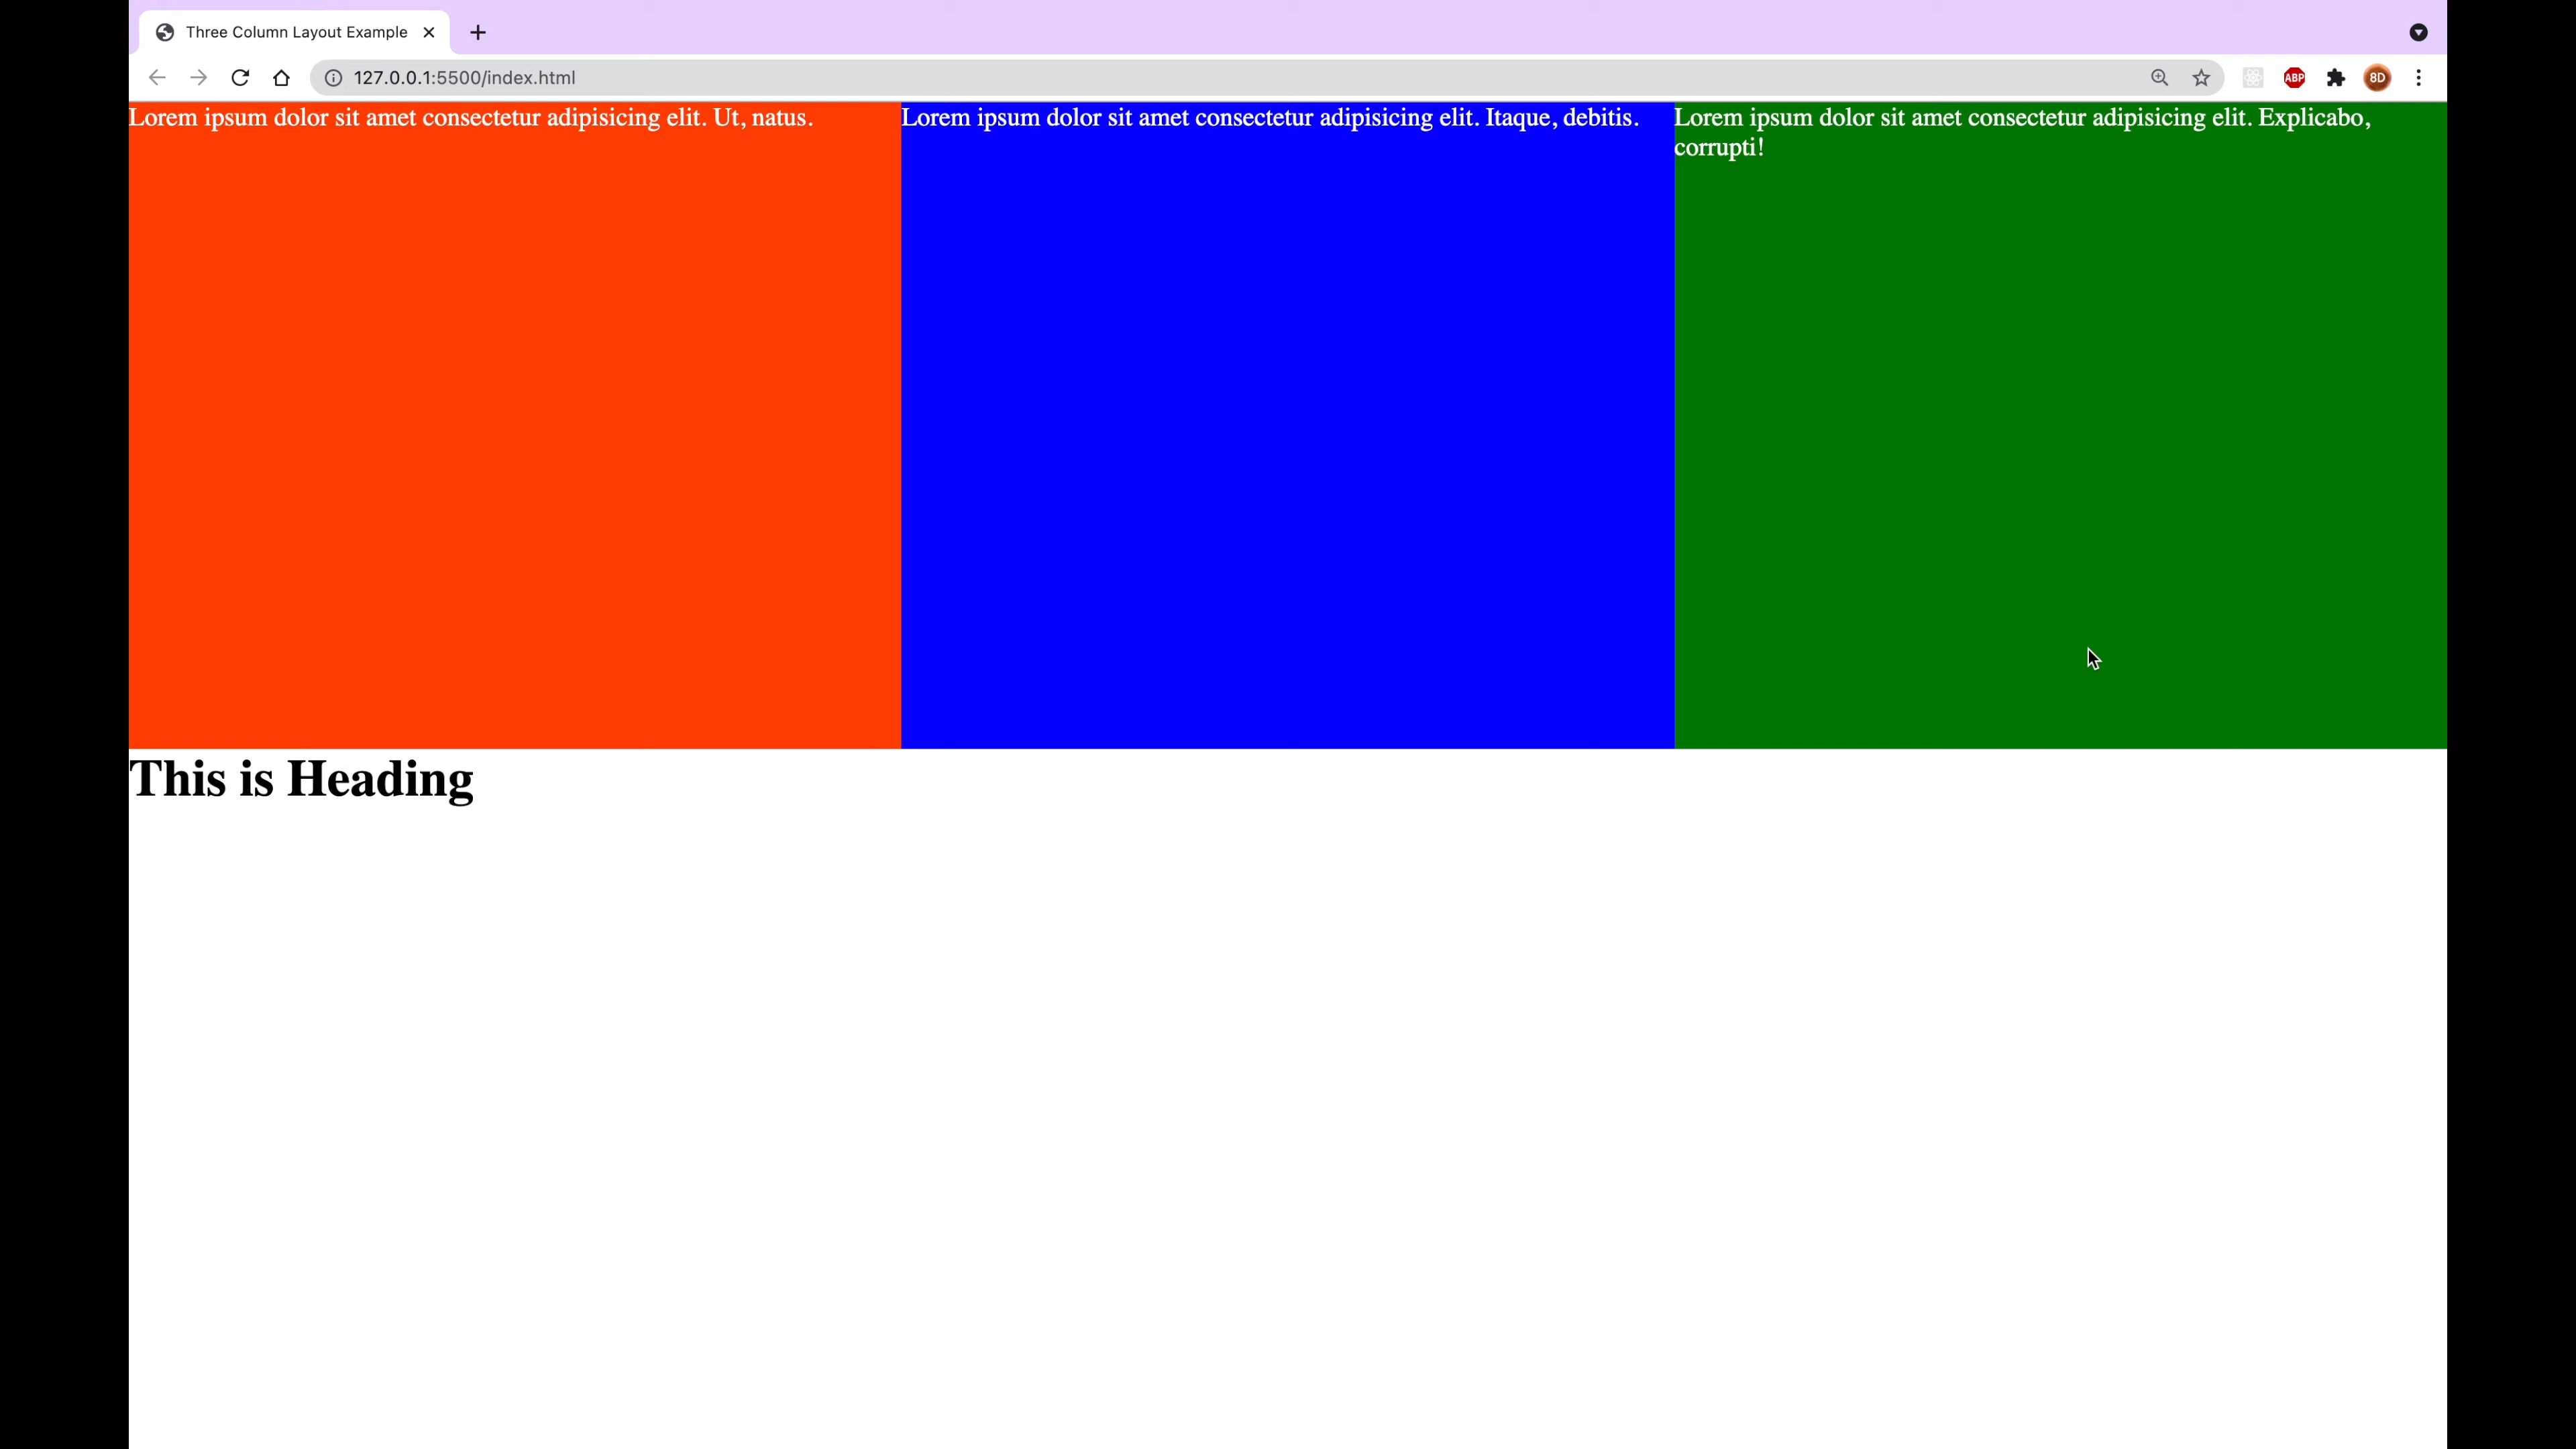 Three Column Layout Example
127.0.0.1:5500/index.html
ABP
8D
Lorem ipsum dolor sit amet consectetur adipisicing elit. Ut, natus.
Lorem ipsum dolor sit amet consectetur adipisicing elit. Itaque, debitis.
Lorem ipsum dolor sit amet consectetur adipisicing elit. Explicabo,
corrupti!
This is Heading